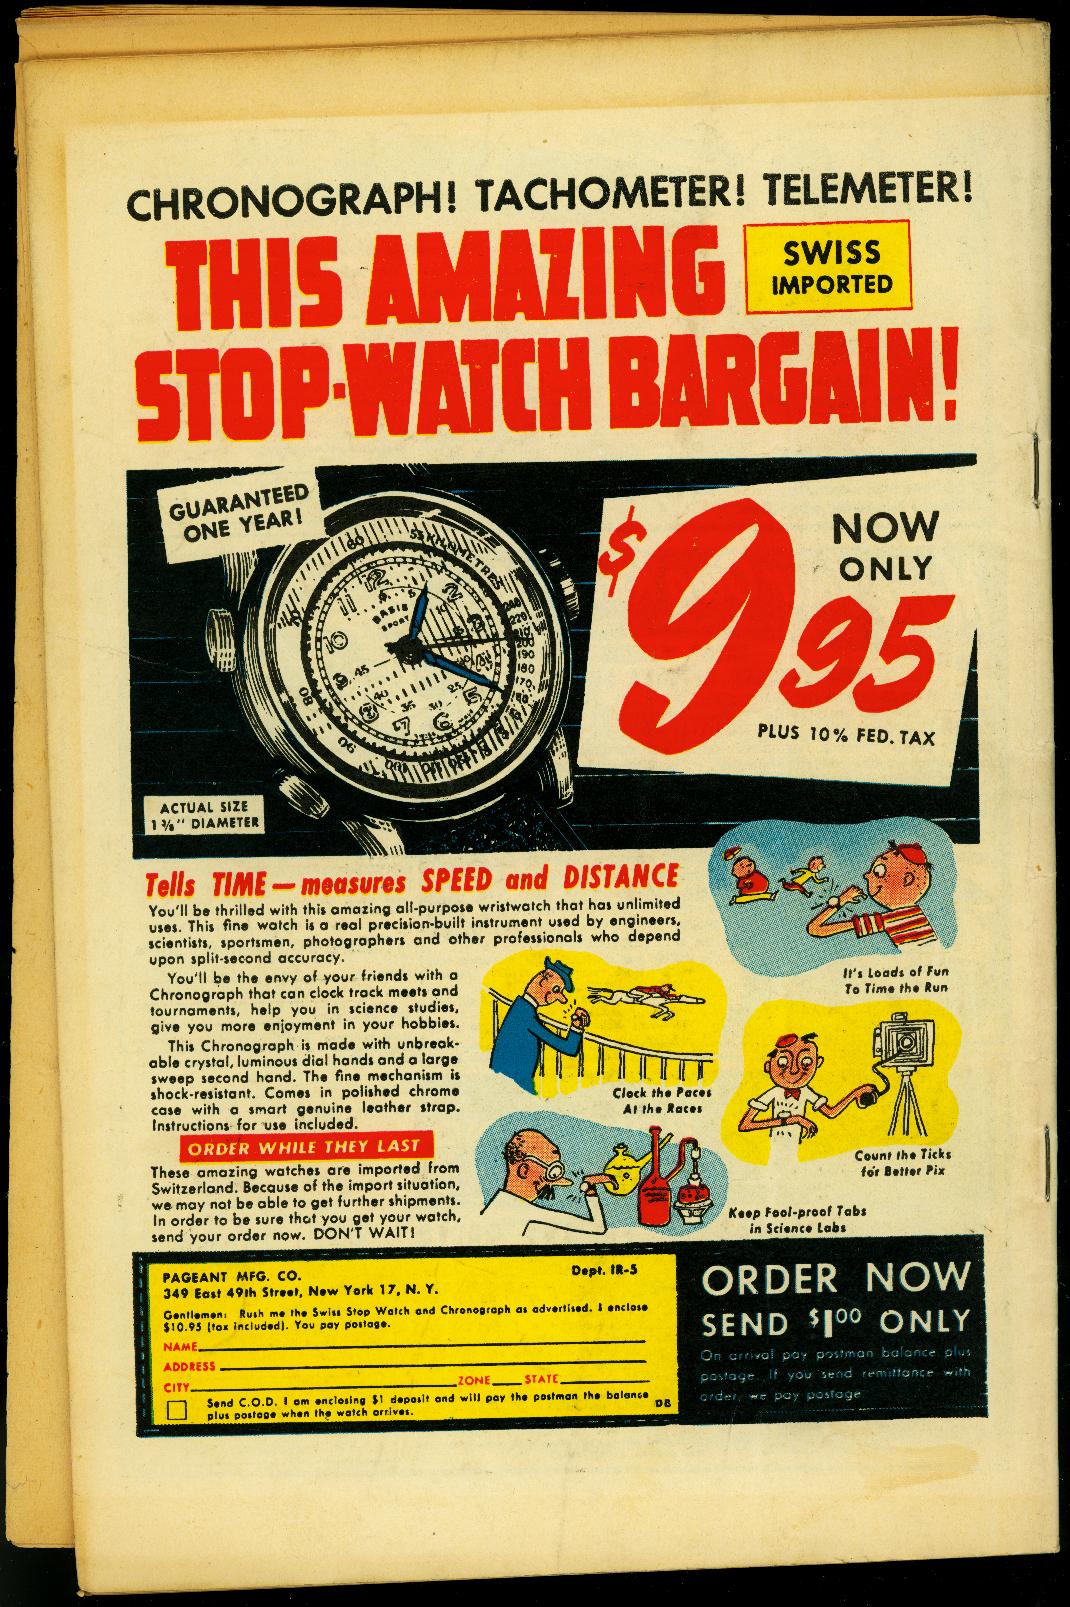 CHRONOGRAPH! TACHOMETER! TELEMETER!
THIS AMAZING
SWISS
IMPORTED
STOP-WATCH BARGAIN!
GUARANTEED
ONE YEAR!
BASIS
SPORT
$9 95
NOW
ONLY
PLUS 10% FED. TAX
ACTUAL SIZE
1 3/8" DIAMETER
Tells TIME — measures SPEED and DISTANCE
You'll be thrilled with this amazing all-purpose wristwatch that has unlimited
uses. This fine watch is a real precision-built instrument used by engineers,
scientists, sportsmen, photographers and other professionals who depend
upon split-second accuracy.
You'll be the envy of your friends with a
Chronograph that can clock track meets and
tournaments, help you in science studies,
give you more enjoyment in your hobbies.
This Chronograph is made with unbreak-
able crystal, luminous dial hands and a large
sweep second hand. The fine mechanism is
shock-resistant. Comes in polished chrome
case with a smart genuine leather strap.
Instructions for use included.
ORDER WHILE THEY LAST
These amazing watches are imported from
Switzerland. Because of the import situation,
we may not be able to get further shipments.
In order to be sure that you get your watch,
send your order now. DON'T WAIT!
It's Loads of Fun
To Time the Run
Clock the Paces
At the Races
Count the Ticks
for Better Pix
Keep Fool-proof Tabs
in Science Labs
PAGEANT MFG. CO.
Dept. IR-5
349 East 49th Street, New York 17, N. Y.
Gentlemen: Rush me the Swiss Stop Watch and Chronograph as advertised. I enclose
$10.95 (tax included). You pay postage.
NAME
ADDRESS
CITY ZONE STATE
Send C.O.D. I am enclosing $1 deposit and will pay the postman the balance
plus postage when the watch arrives.
DB
ORDER NOW
SEND $1.00 ONLY
On arrival pay postman balance plus
postage. If you send remittance with
order, we pay postage.